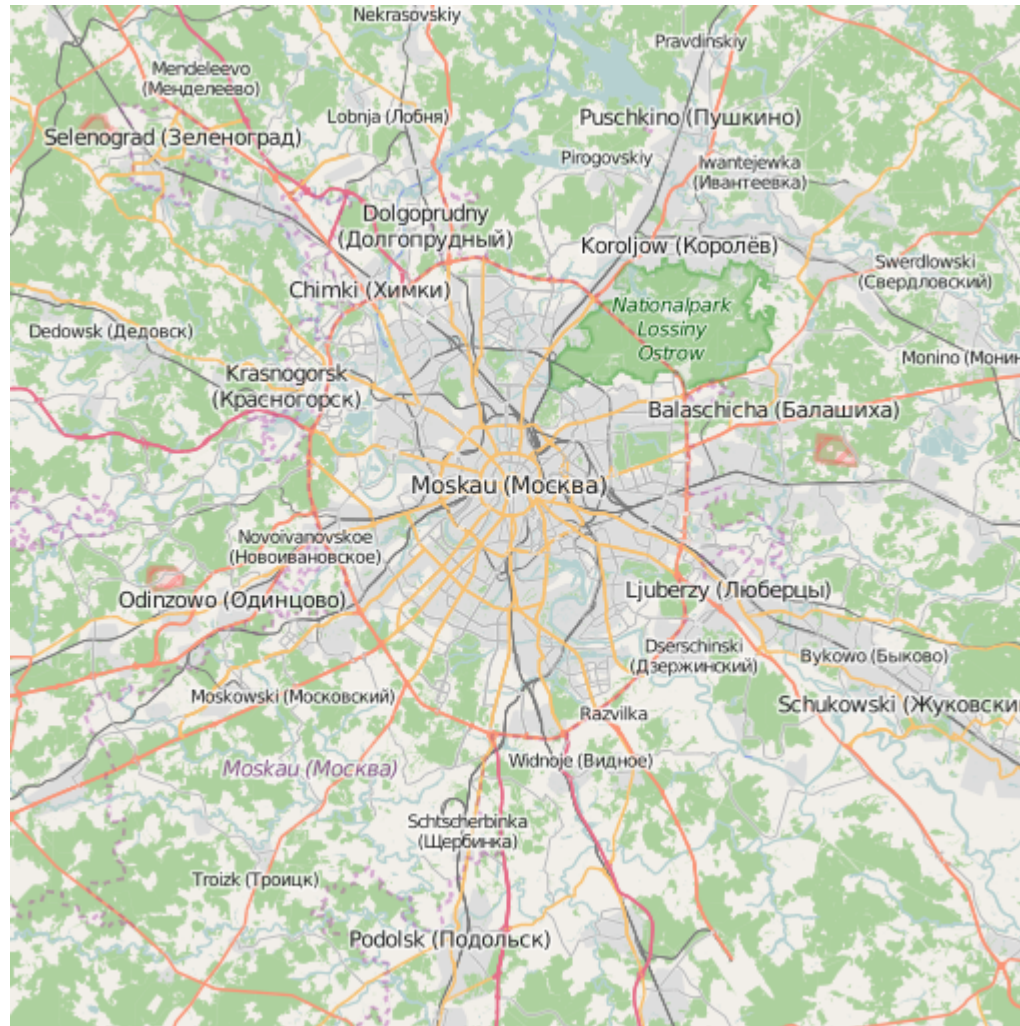 Nekrasovskiy
Pravdinskiy
Mendeleevo
(Менделеево)
Lobnja (Лобня)
Puschkino (Пушкино)
Selenograd (Зеленоград)
Pirogovskiy
Iwantejewka
(Ивантеевка)
Dolgoprudny
(Долгопрудный)
Koroljow (Королёв)
Swerdlowski
(Свердловский)
Chimki (Химки)
Nationalpark
Lossiny
Ostrow
Dedowsk (Дедовск)
Monino (Монин
Krasnogorsk
(Красногорск)
Balaschicha (Балашиха)
Moskau (Москва)
Novoivanovskoe
(Новоивановское)
Odinzowo (Одинцово)
Ljuberzy (Люберцы)
Dserschinski
(Дзержинский)
Bykowo (Быково)
Moskowski (Московский)
Schukowski (Жуковский
Razvilka
Widnoje (Видное)
Moskau (Москва)
Schtscherbinka
(Щербинка)
Troizk (Троицк)
Podolsk (Подольск)